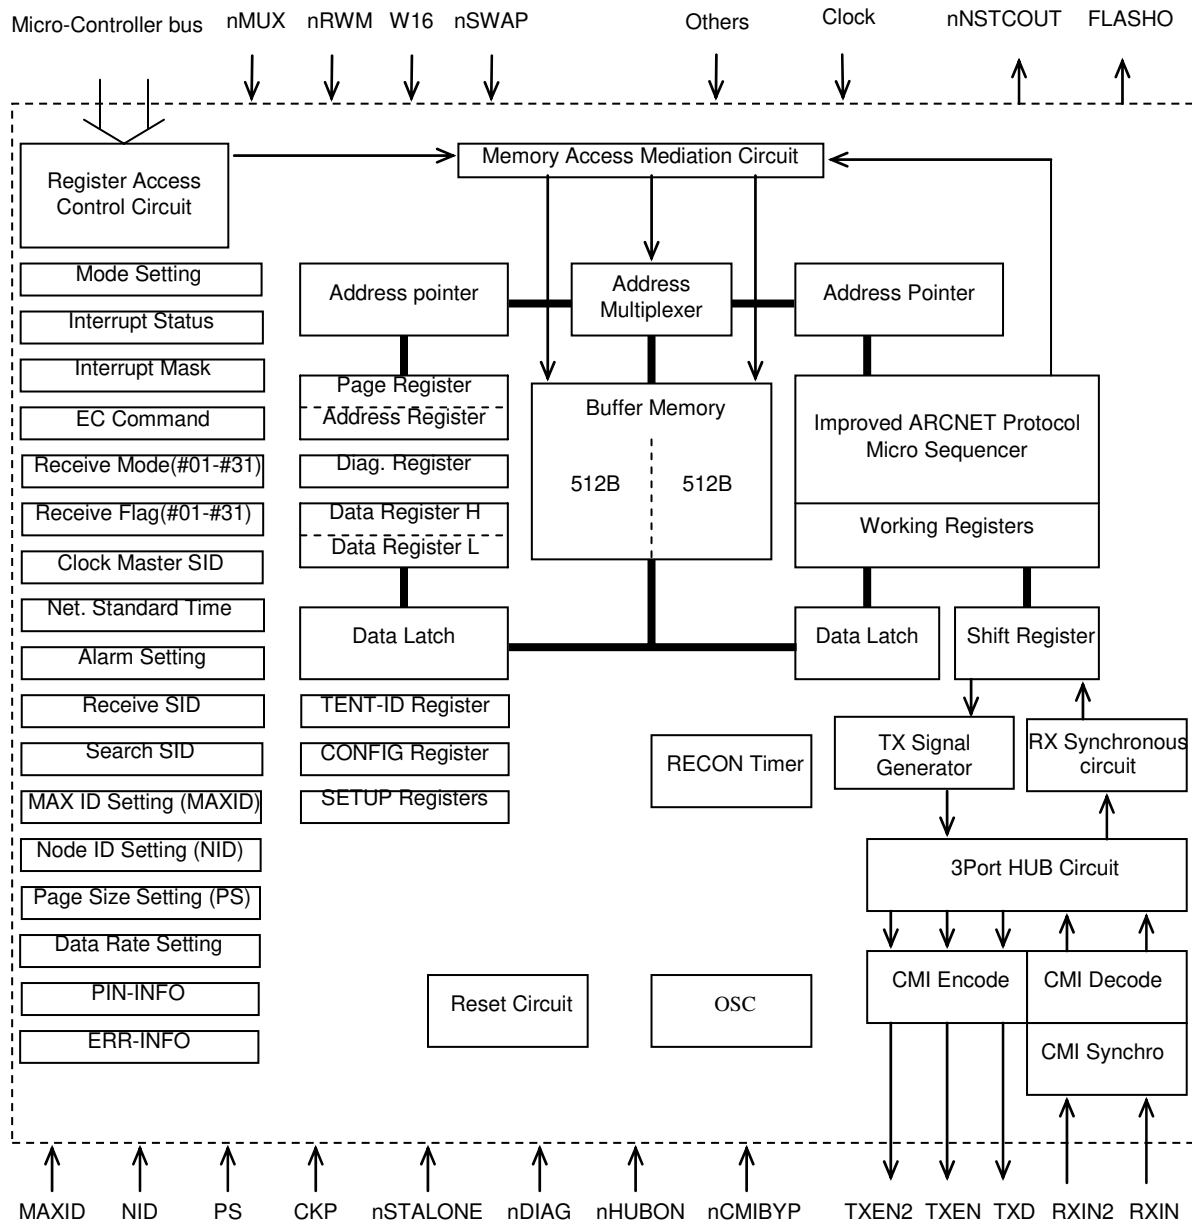 Micro-Controller bus
nMUX
nRWM
W16
nSWAP
Others
Clock
nNSTCOUT
FLASHO
Register Access
Control Circuit
Memory Access Mediation Circuit
Mode Setting
Interrupt Status
Interrupt Mask
EC Command
Receive Mode(#01-#31)
Receive Flag(#01-#31)
Clock Master SID
Net. Standard Time
Alarm Setting
Receive SID
Search SID
MAX ID Setting (MAXID)
Node ID Setting (NID)
Page Size Setting (PS)
Data Rate Setting
PIN-INFO
ERR-INFO
Address pointer
Page Register
Address Register
Diag. Register
Data Register H
Data Register L
Data Latch
TENT-ID Register
CONFIG Register
SETUP Registers
Address
Multiplexer
Buffer Memory
512B
512B
Address Pointer
Improved ARCNET Protocol
Micro Sequencer
Working Registers
Data Latch
Shift Register
RECON Timer
TX Signal
Generator
RX Synchronous
circuit
3Port HUB Circuit
CMI Encode
CMI Decode
CMI Synchro
Reset Circuit
OSC
MAXID
NID
PS
CKP
nSTALONE
nDIAG
nHUBON
nCMIBYP
TXEN2
TXEN
TXD
RXIN2
RXIN